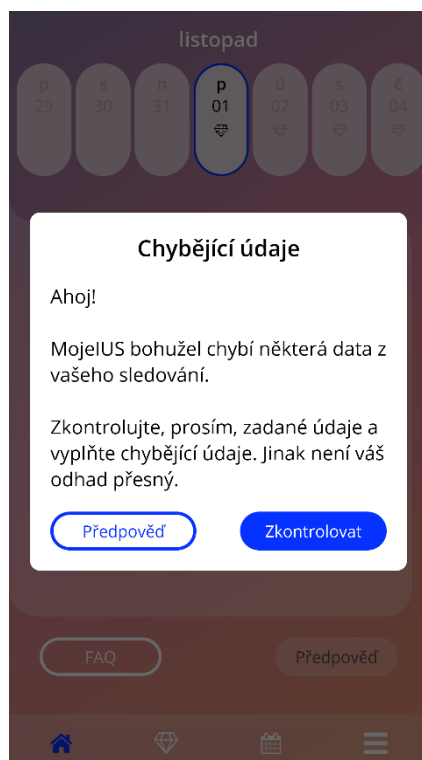 listopad
p s n p ú s č
29 30 31 01 02 03 04
Chybějící údaje
Ahoj!
MojeIUS bohužel chybí některá data z
vašeho sledování.
Zkontrolujte, prosím, zadané údaje a
vyplňte chybějící údaje. Jinak není váš
odhad přesný.
Předpověď Zkontrolovat
FAQ Předpověď